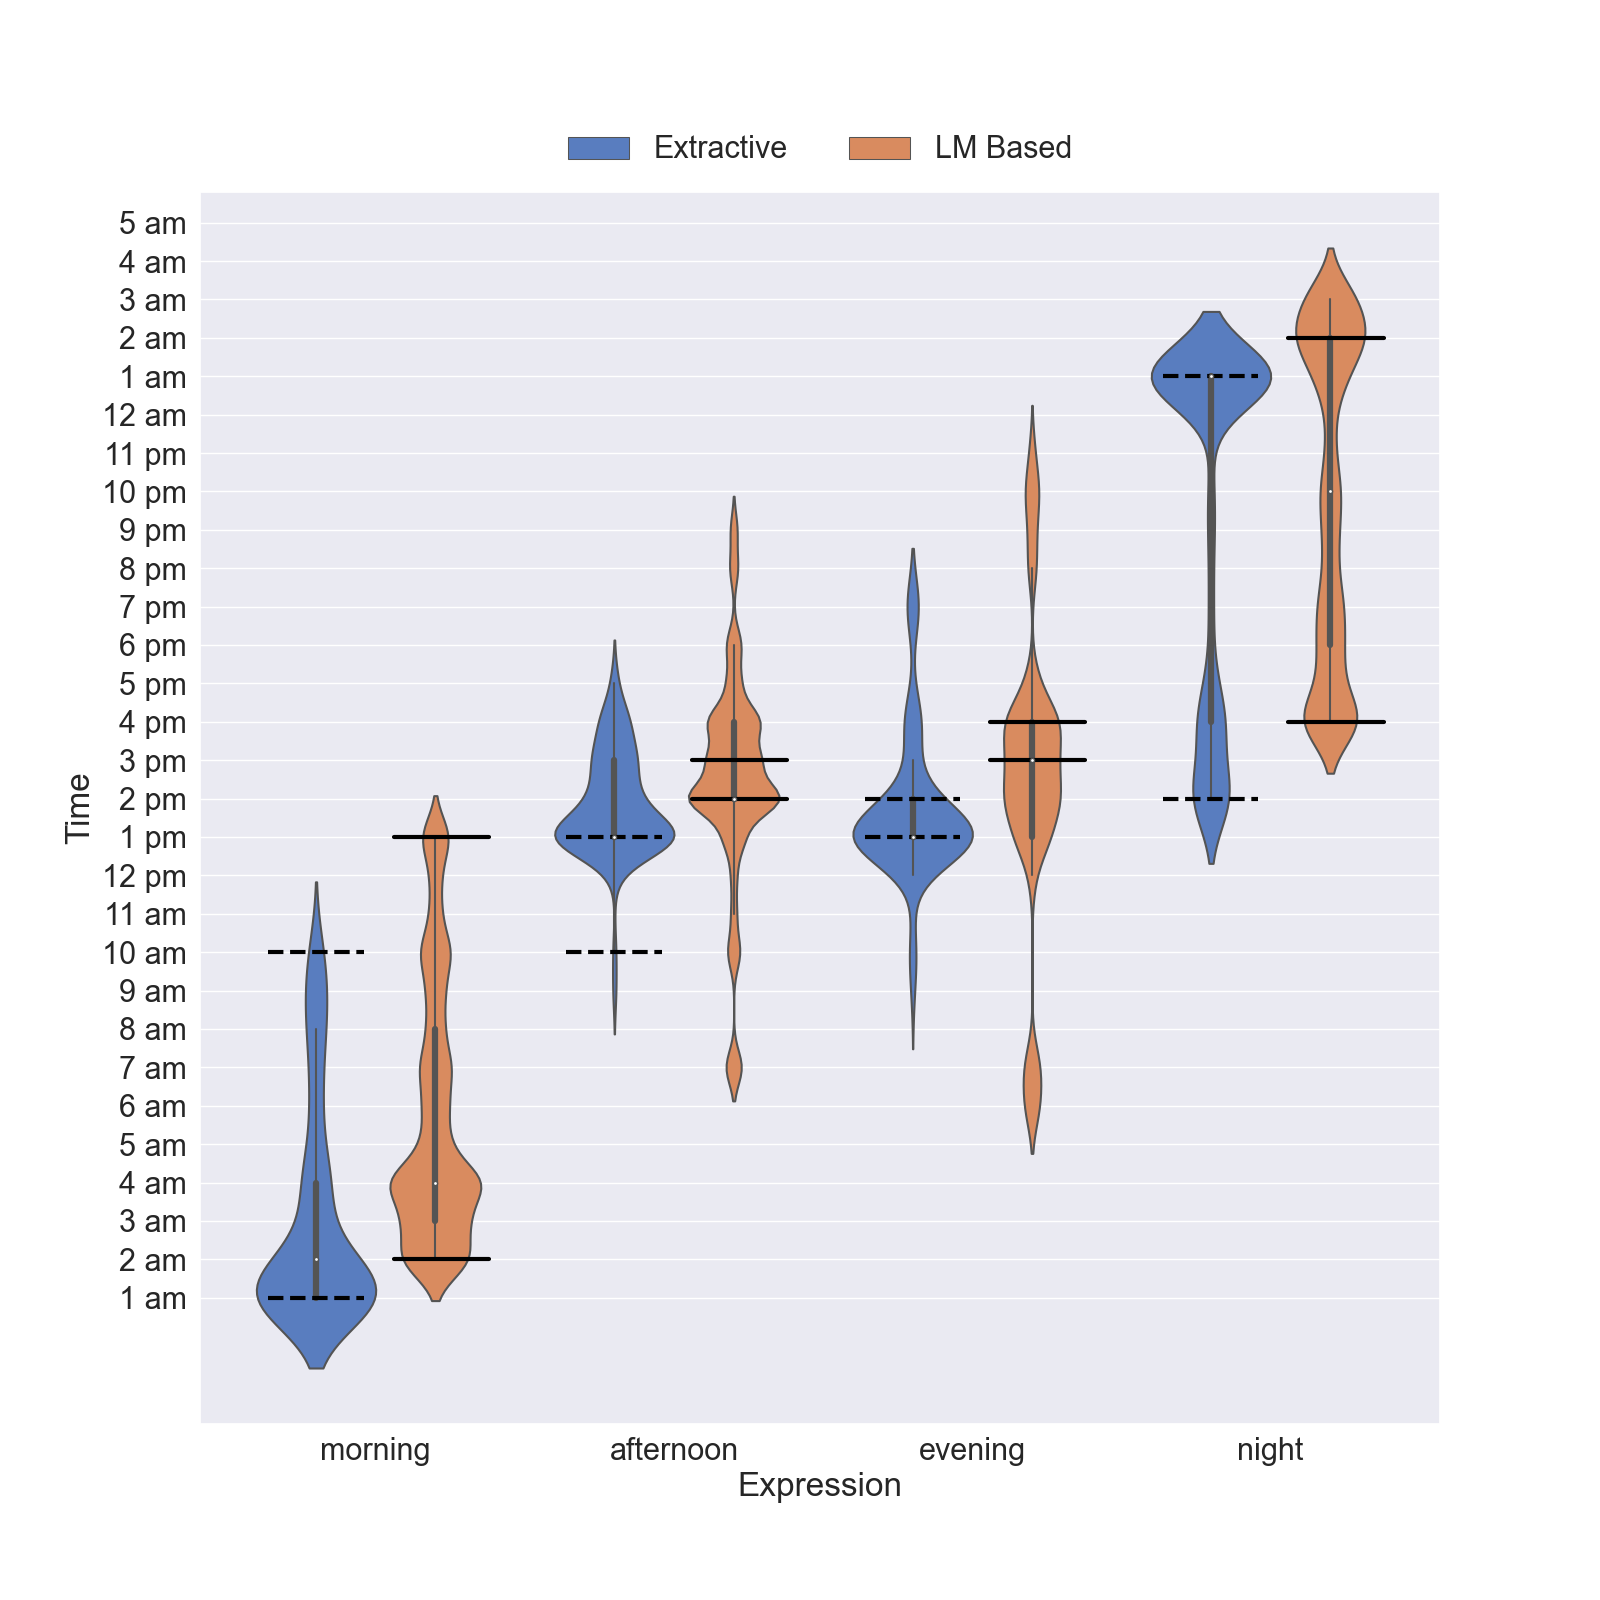 Extractive LM Based
5 am
4 am
3 am
2 am
1 am
12 am
11 pm
10 pm
9 pm
8 pm
7 pm
6 pm
5 pm
4 pm
3 pm
2 pm
1 pm
12 pm
11 am
10 am
9 am
8 am
7 am
6 am
5 am
4 am
3 am
2 am
1 am
Time
morning afternoon evening night
Expression